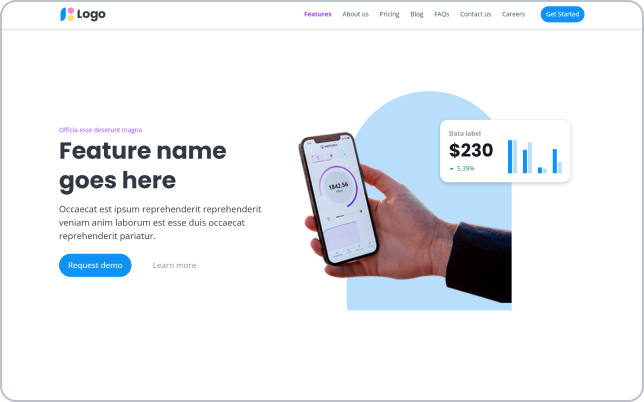 Logo
Features About us Pricing Blog FAQs Contact us Careers Get Started
Officia esse deserunt magna
Feature name
goes here
Occaecat est ipsum reprehenderit reprehenderit
veniam anim laborum est esse duis occaecat
reprehenderit pariatur.
Request demo Learn more
1842.56
Data label
$230
5.39%